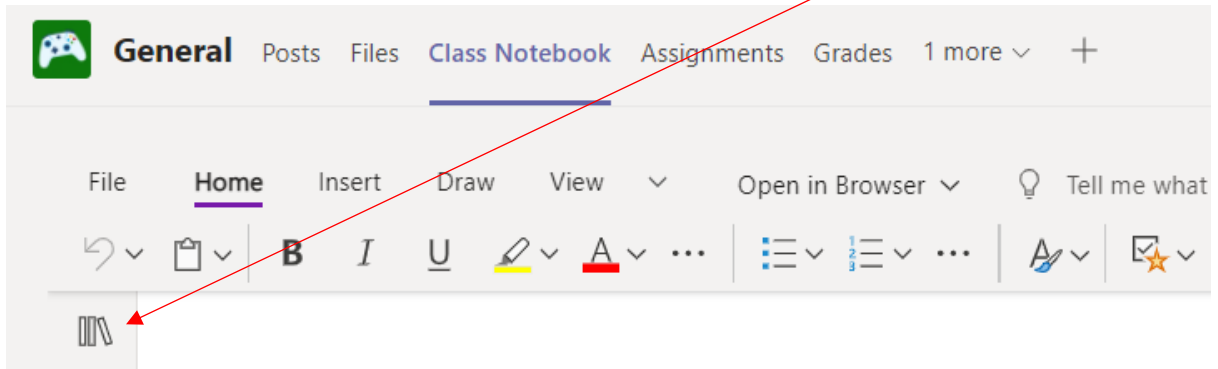 General Posts Files Class Notebook Assignments Grades 1 more
File Home Insert Draw View Open in Browser Tell me what
B I U A